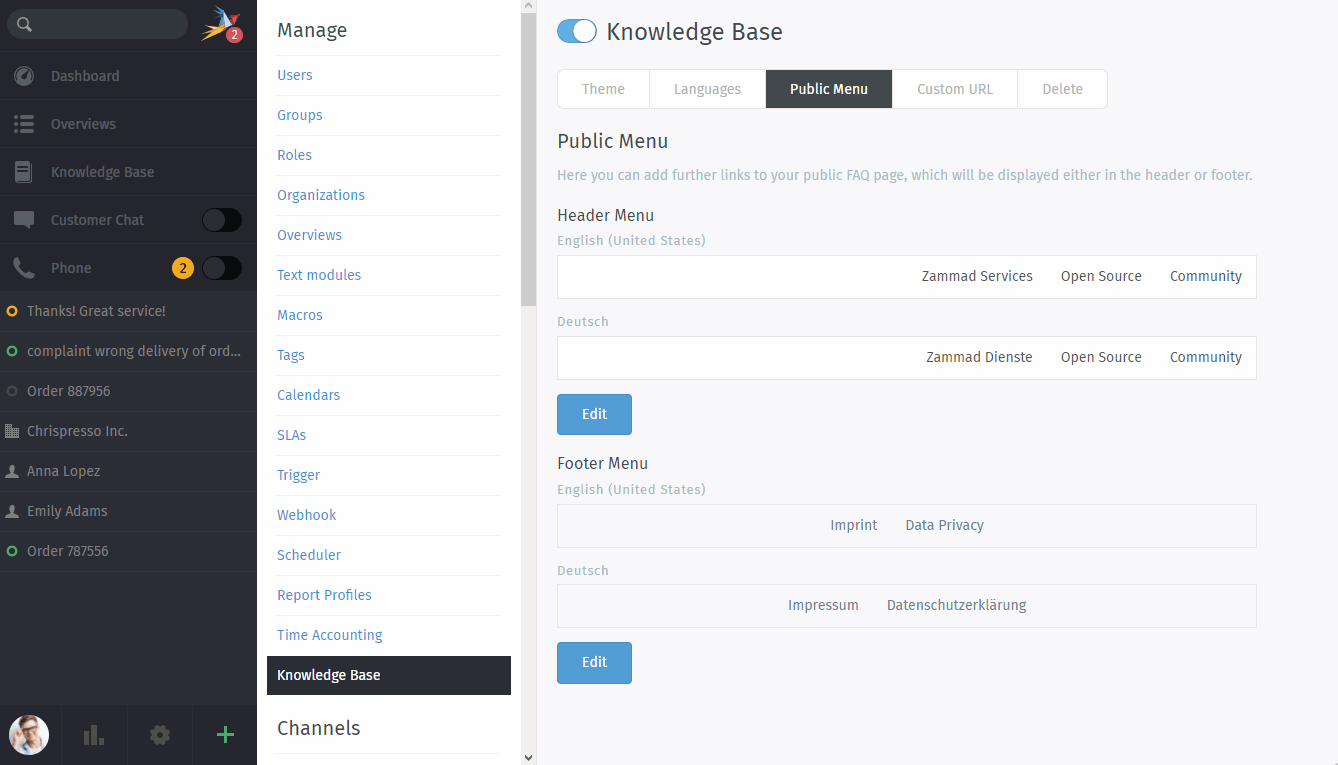 2
Dashboard
Overviews
Knowledge Base
Customer Chat
Phone 2
Thanks! Great service!
complaint wrong delivery of ord...
Order 887956
Chrispresso Inc.
Anna Lopez
Emily Adams
Order 787556
Manage
Users
Groups
Roles
Organizations
Overviews
Text modules
Macros
Tags
Calendars
SLAs
Trigger
Webhook
Scheduler
Report Profiles
Time Accounting
Knowledge Base
Channels
Knowledge Base
Theme Languages Public Menu Custom URL Delete
Public Menu
Here you can add further links to your public FAQ page, which will be displayed either in the header or footer.
Header Menu
English (United States)
Zammad Services Open Source Community
Deutsch
Zammad Dienste Open Source Community
Edit
Footer Menu
English (United States)
Imprint Data Privacy
Deutsch
Impressum Datenschutzerklärung
Edit